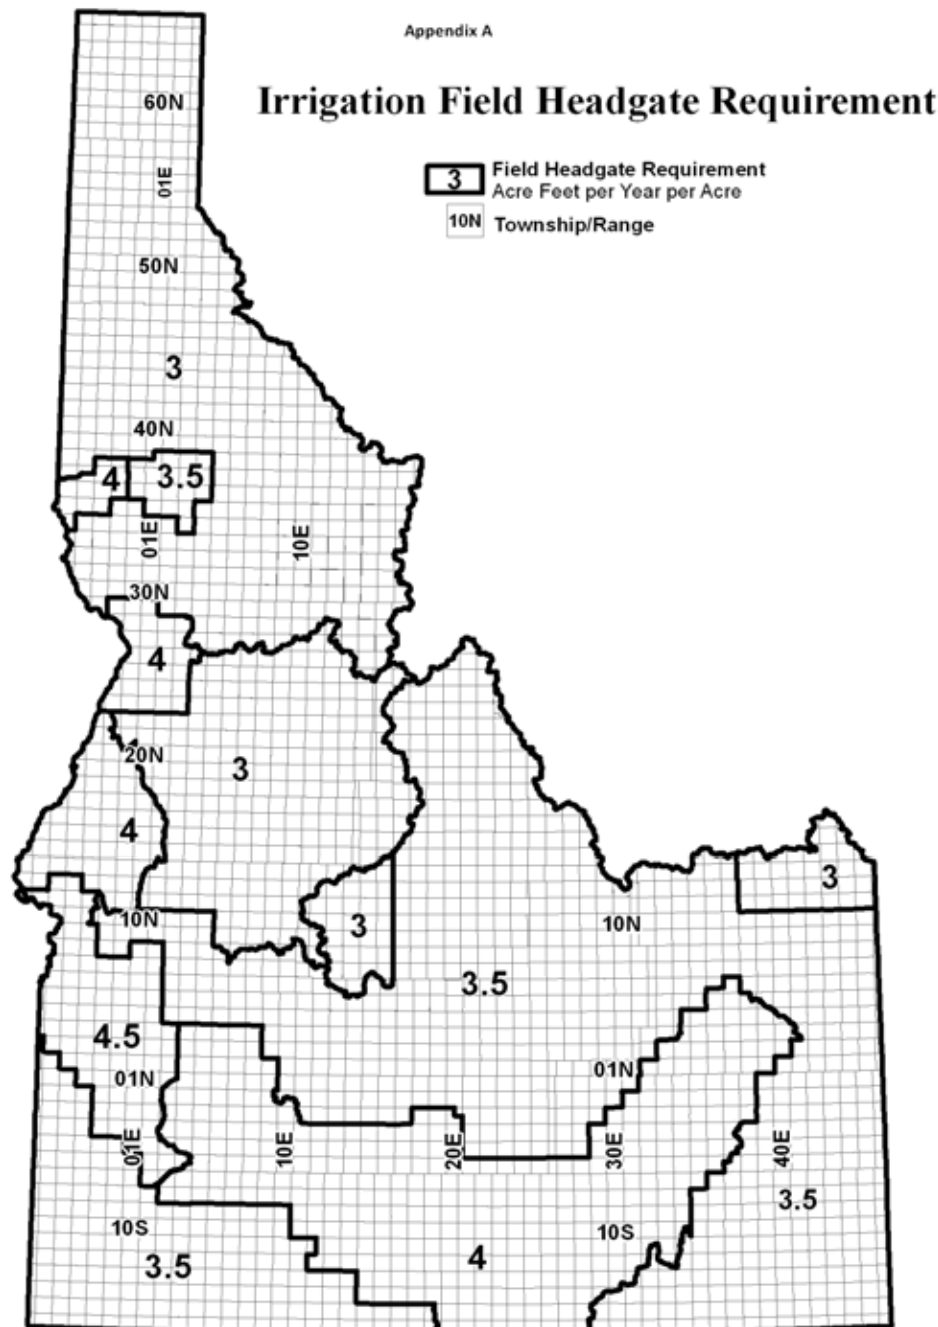 Appendix A
Irrigation Field Headgate Requirement
3 Field Headgate Requirement
Acre Feet per Year per Acre
10N Township/Range
60N
01E
50N
3
40N
4
3.5
01E
10E
30N
4
20N
3
4
3
10N
3
10N
3.5
4.5
01N
01N
01E
10E
20E
30E
40E
3.5
10S
10S
3.5
4